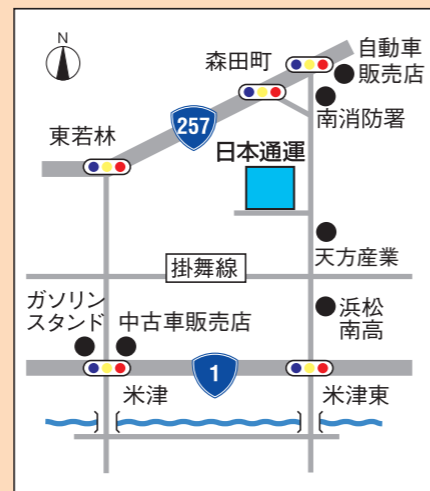 N
自動車
販売店
森田町
南消防署
257
東若林
日本通運
天方産業
掛舞線
ガソリン
スタンド
中古車販売店
浜松
南高
1
米津
米津東